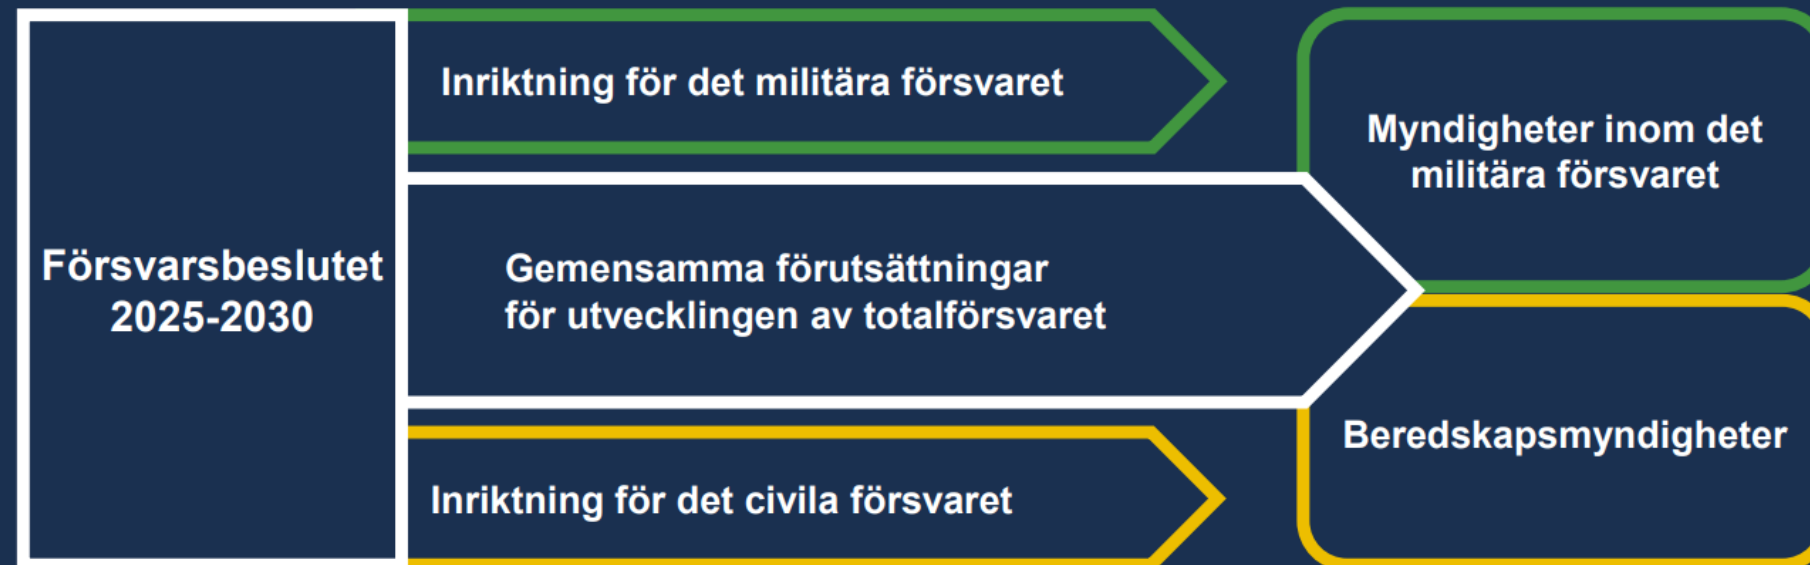 Försvarsbeslutet
2025-2030
Inriktning för det militära försvaret
Gemensamma förutsättningar
för utvecklingen av totalförsvaret
Inriktning för det civila försvaret
Myndigheter inom det
militära försvaret
Beredskapsmyndigheter